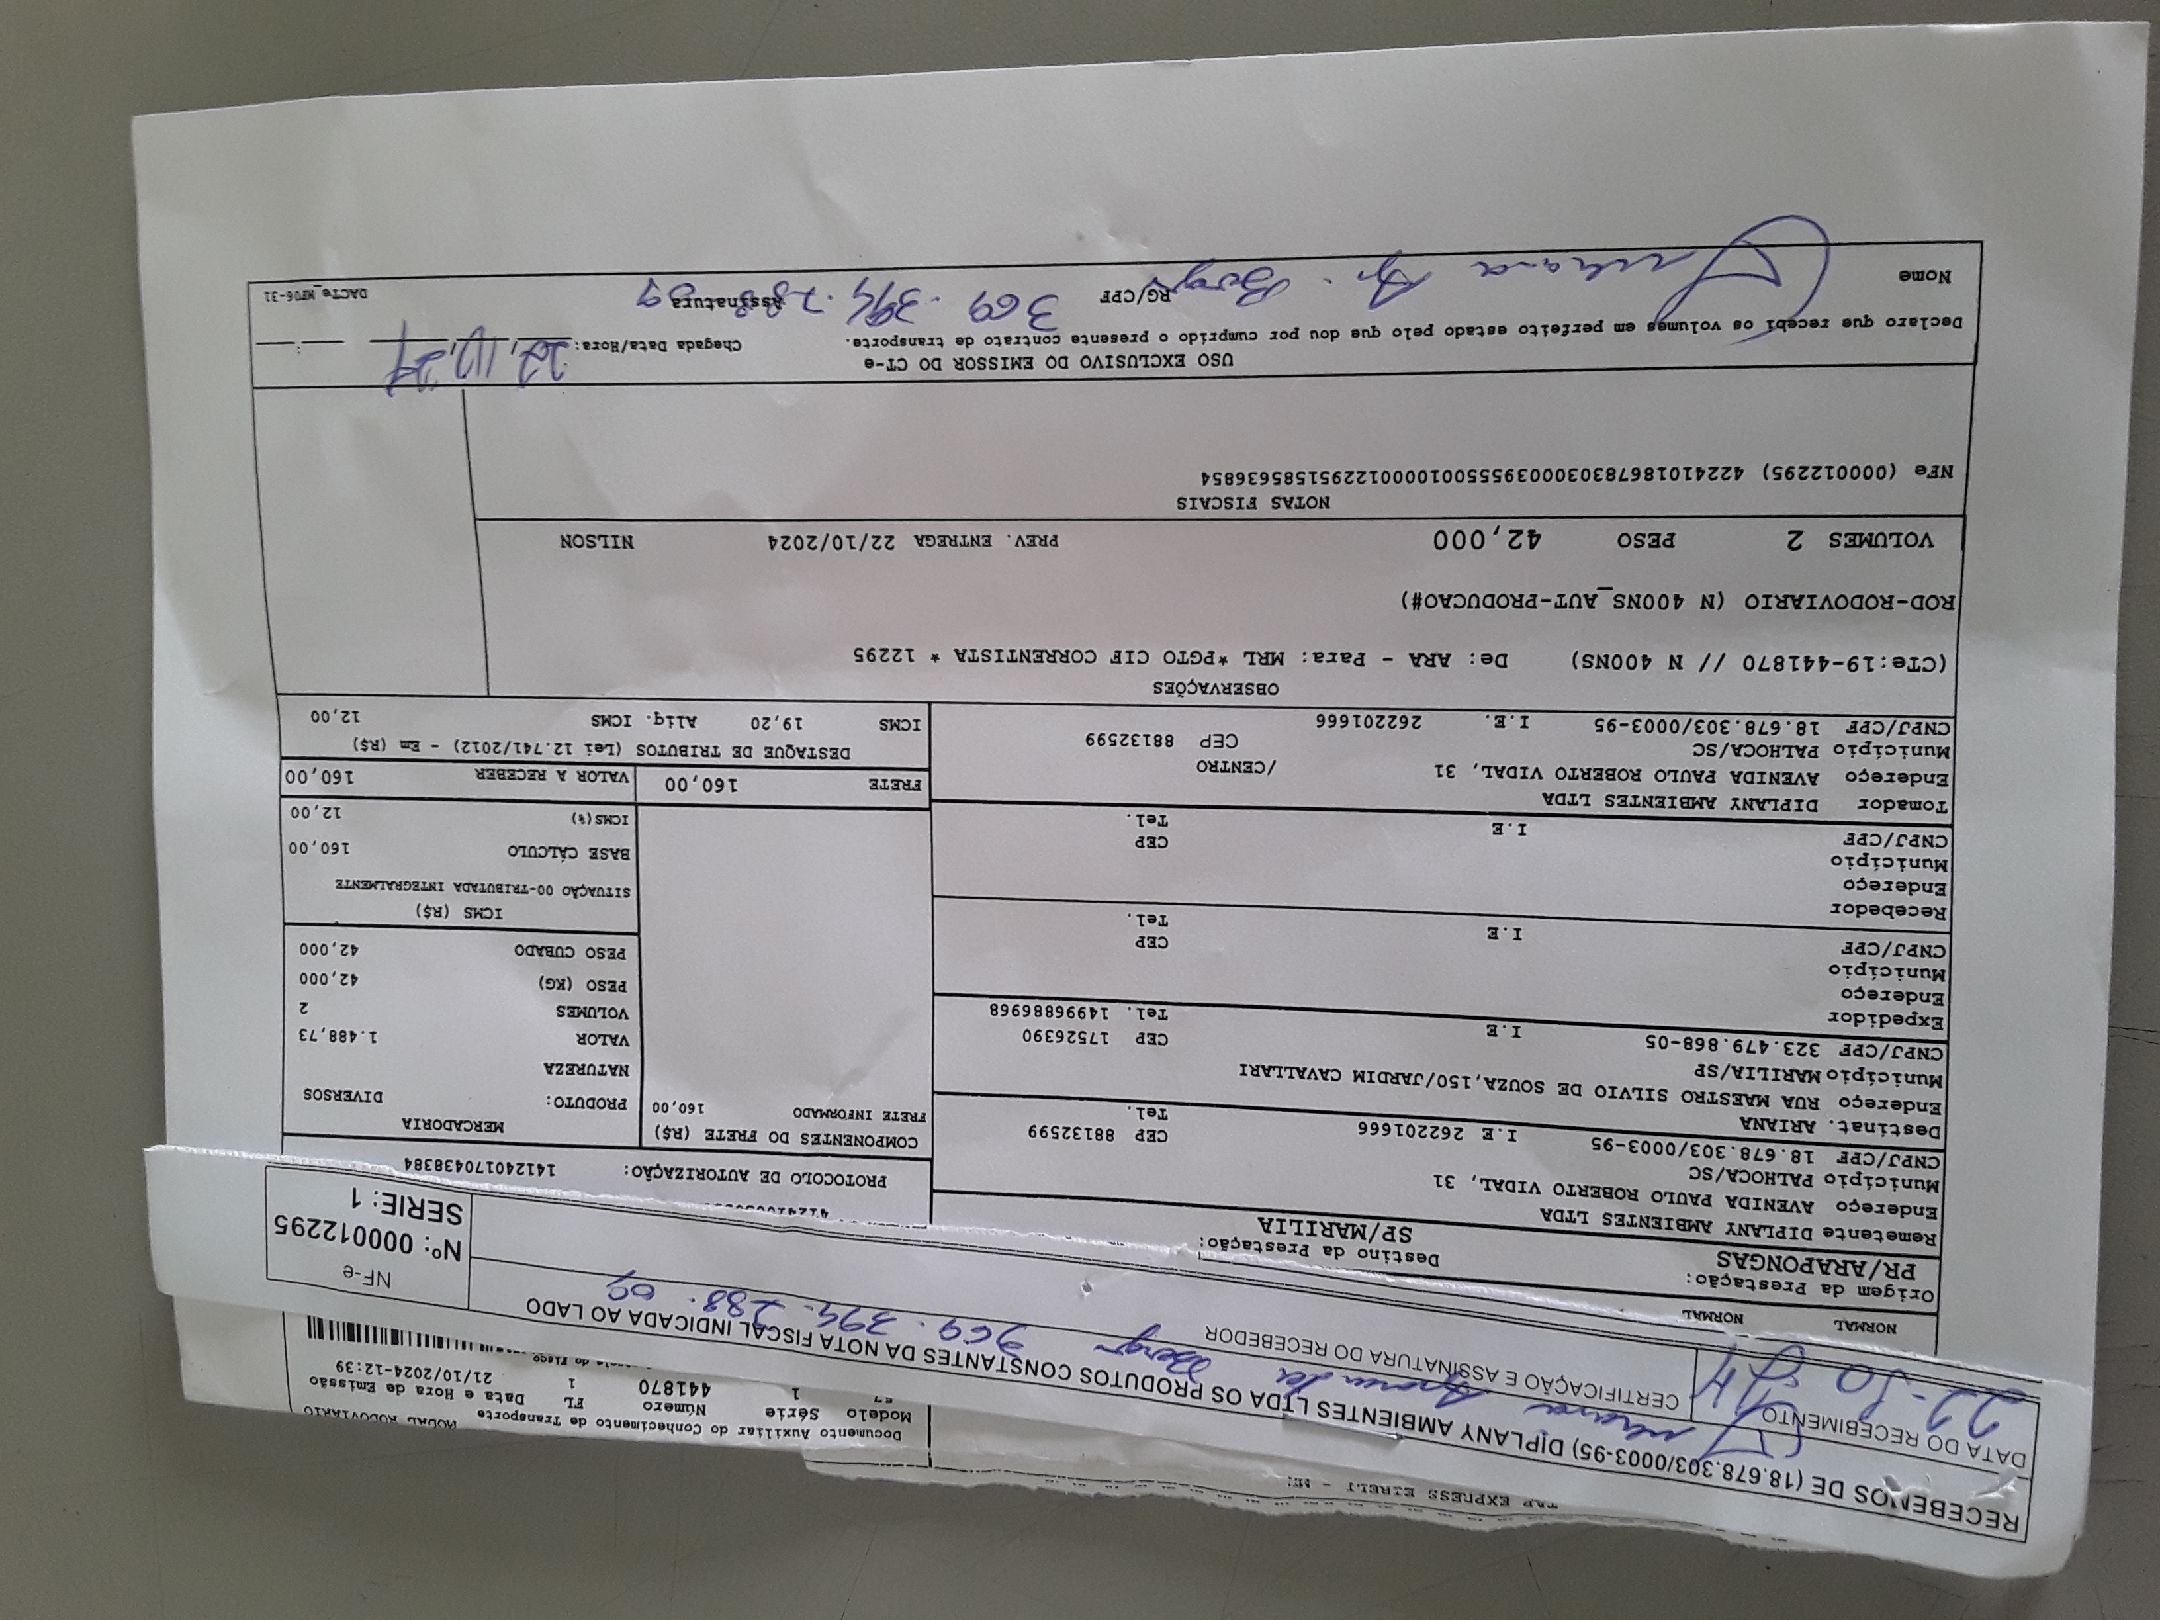 TAP EXPRESS EIRELI - ME:
Documento Auxiliar do Conhecimento de Transporte MODAL RODOVIÁRIO
Modelo Série Número FL Data e Hora de Emissão
57 1 441870 1 21/10/2024-12:39
RECEBEMOS DE (18.678.303/0003-95) DIPLANY AMBIENTES LTDA OS PRODUTOS CONSTANTES DA NOTA FISCAL INDICADA AO LADO
DATA DO RECEBIMENTO
22-10
CERTIFICAÇÃO E ASSINATURA DO RECEBEDOR
369.394.288.09
NF-e
Nº: 000012295
SERIE: 1
NORMAL NORMAL
Origem da Prestação:
PR/ARAPONGAS
Destino da Prestação:
SP/MARILIA
Remetente DIPLANY AMBIENTES LTDA
Endereço AVENIDA PAULO ROBERTO VIDAL, 31
Município PALHOCA/SC
CEP 88132599
CNPJ/CPF 18.678.303/0003-95 I.E 262201666 Tel.
Destinat. ARIANA
Endereço RUA MAESTRO SILVIO DE SOUZA,150/JARDIM CAVALLARI
Município MARILIA/SP CEP 17526390
CNPJ/CPF 323.479.868-05 I.E Tel. 14996886968
Expedidor
Endereço
Município CEP
CNPJ/CPF I.E Tel.
Recebedor
Endereço
Município CEP
CNPJ/CPF I.E Tel.
Tomador DIPLANY AMBIENTES LTDA
Endereço AVENIDA PAULO ROBERTO VIDAL, 31 /CENTRO
Município PALHOCA/SC CEP 88132599
CNPJ/CPF 18.678.303/0003-95 I.E. 262201666
PROTOCOLO DE AUTORIZAÇÃO: 141240170438384
COMPONENTES DO FRETE (R$)
FRETE INFORMADO 160,00
MERCADORIA
PRODUTO: DIVERSOS
NATUREZA
VALOR 1.488,73
VOLUMES 2
PESO (KG) 42,000
PESO CUBADO 42,000
ICMS (R$)
SITUAÇÃO 00-TRIBUTADA INTEGRALMENTE
BASE CÁLCULO 160,00
ICMS(%) 12,00
FRETE 160,00 VALOR A RECEBER 160,00
DESTAQUE DE TRIBUTOS (Lei 12.741/2012) - Em (R$)
ICMS 19,20 Alíq. ICMS 12,00
OBSERVAÇÕES
(CTe:19-441870 // N 400NS) De: ARA - Para: MRL *PGTO CIF CORRENTISTA * 12295
ROD-RODOVIARIO (N 400NS_AUT-PRODUCAO#)
VOLUMES 2 PESO 42,000 PREV. ENTREGA 22/10/2024 NILSON
NOTAS FISCAIS
NFe (000012295) 42241018678303000395550010000122951585636854
USO EXCLUSIVO DO EMISSOR DO CT-e
Declaro que recebi os volumes em perfeito estado pelo que dou por cumprido o presente contrato de transporte. Chegada Data/Hora: 22,10,24
Nome RG/CPF 369.394.288 09 Assinatura DACTe_MF06-31